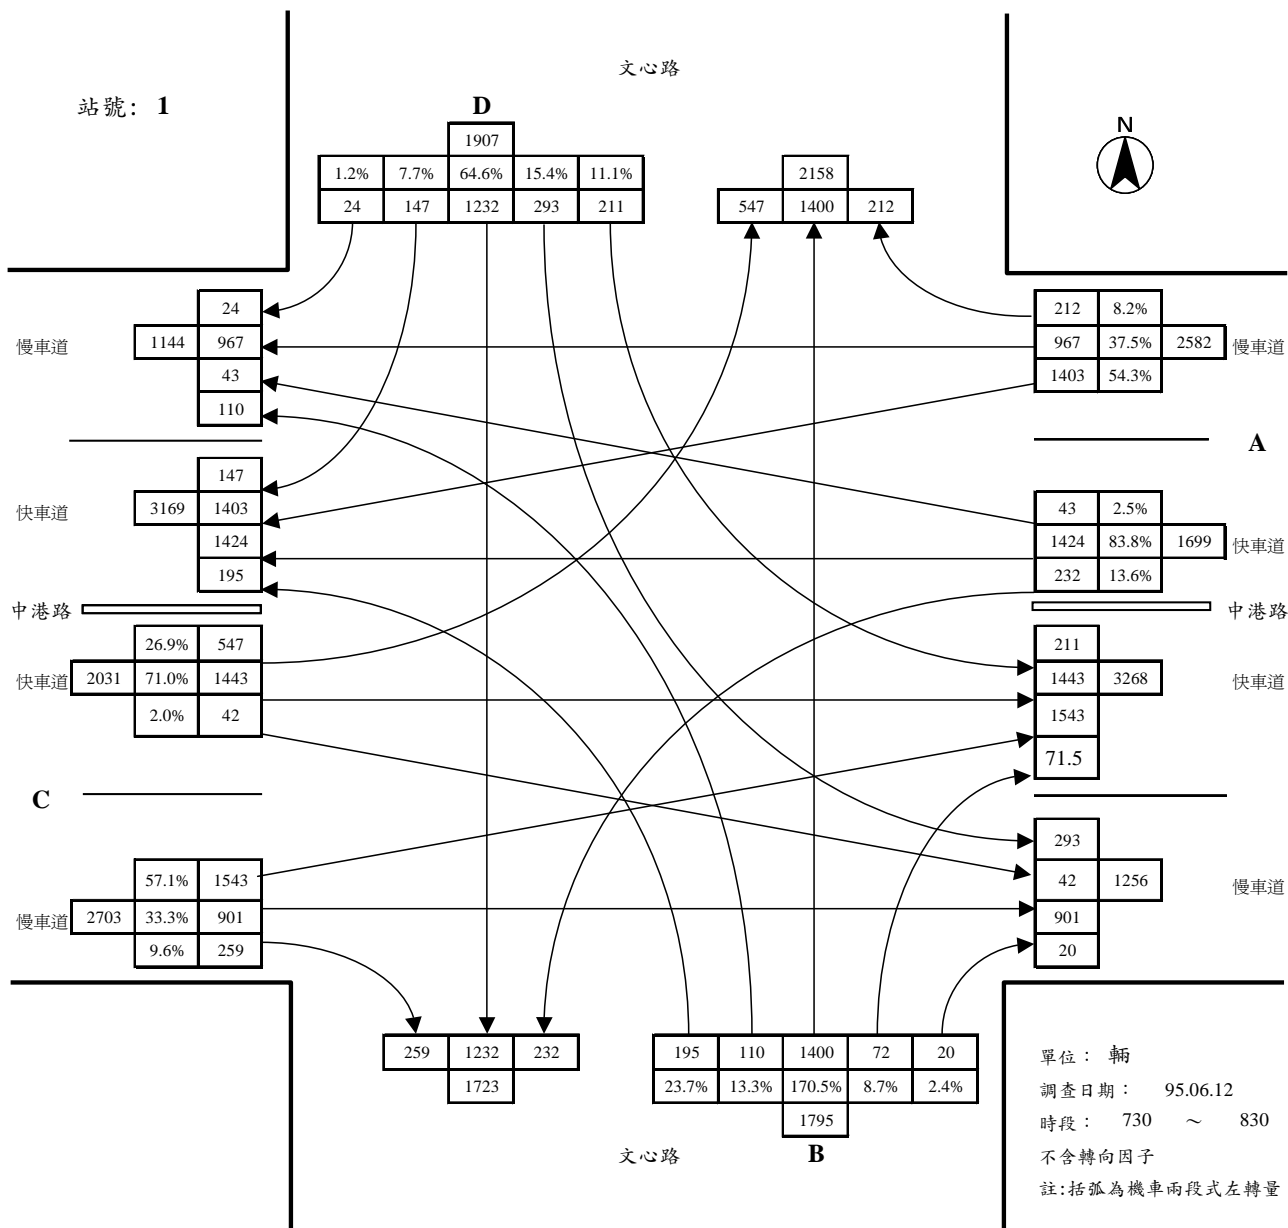 文心路
站號: 1
D
N
1907
1.2% 7.7% 64.6% 15.4% 11.1%
24 147 1232 293 211
2158
547 1400 212
24
慢車道 1144 967
43
110
212 8.2%
967 37.5% 2582 慢車道
1403 54.3%
A
147
快車道 3169 1403
1424
195
43 2.5%
1424 83.8% 1699 快車道
232 13.6%
中港路
中港路
26.9% 547
快車道 2031 71.0% 1443
2.0% 42
211
1443 3268 快車道
1543
71.5
C
57.1% 1543
慢車道 2703 33.3% 901
9.6% 259
293
42 1256 慢車道
901
20
259 1232 232
1723
195 110 1400 72 20
23.7% 13.3% 170.5% 8.7% 2.4%
1795
文心路
B
單位: 輛
調查日期: 95.06.12
時段: 730 ～ 830
不含轉向因子
註:括弧為機車兩段式左轉量